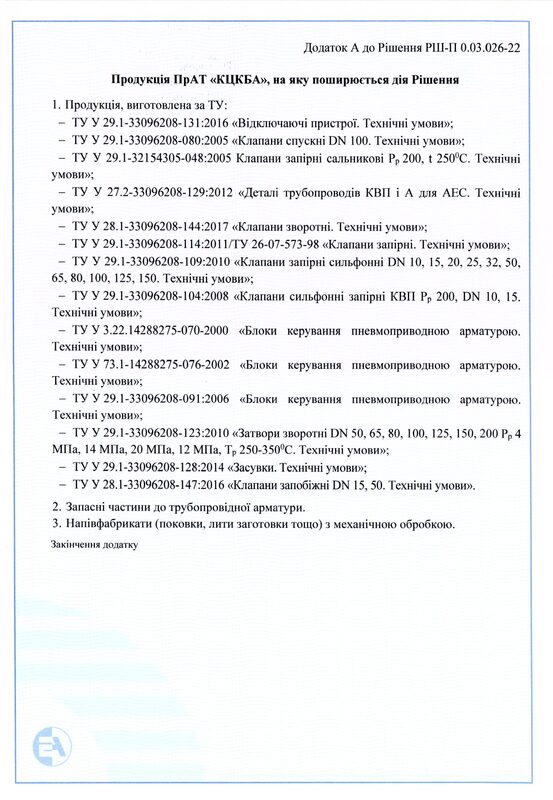 Додаток А до Рішення РШ-П 0.03.026-22
Продукція ПрАТ «КЦКБА», на яку поширюється дія Рішення
1. Продукція, виготовлена за ТУ:
– ТУ У 29.1-33096208-131:2016 «Відключаючі пристрої. Технічні умови»;
– ТУ У 29.1-33096208-080:2005 «Клапани спускні DN 100. Технічні умови»;
– ТУ У 29.1-32154305-048:2005 Клапани запірні сальникові Pр 200, t 250⁰С. Технічні
умови»;
– ТУ У 27.2-33096208-129:2012 «Деталі трубопроводів КВП і А для АЕС. Технічні
умови»;
– ТУ У 28.1-33096208-144:2017 «Клапани зворотні. Технічні умови»;
– ТУ У 29.1-33096208-114:2011/ТУ 26-07-573-98 «Клапани запірні. Технічні умови»;
– ТУ У 29.1-33096208-109:2010 «Клапани запірні сильфонні DN 10, 15, 20, 25, 32, 50,
65, 80, 100, 125, 150. Технічні умови»;
– ТУ У 29.1-33096208-104:2008 «Клапани сильфонні запірні КВП Pр 200, DN 10, 15.
Технічні умови»;
– ТУ У 3.22.14288275-070-2000 «Блоки керування пневмоприводною арматурою.
Технічні умови»;
– ТУ У 73.1-14288275-076-2002 «Блоки керування пневмоприводною арматурою.
Технічні умови»;
– ТУ У 29.1-33096208-091:2006 «Блоки керування пневмоприводною арматурою.
Технічні умови»;
– ТУ У 29.1-33096208-123:2010 «Затвори зворотні DN 50, 65, 80, 100, 125, 150, 200 Pр 4
МПа, 14 МПа, 20 МПа, 12 МПа, Тр 250-350⁰С. Технічні умови»;
– ТУ У 29.1-33096208-128:2014 «Засувки. Технічні умови»;
– ТУ У 28.1-33096208-147:2016 «Клапани запобіжні DN 15, 50. Технічні умови».
2. Запасні частини до трубопровідної арматури.
3. Напівфабрикати (поковки, лити заготовки тощо) з механічною обробкою.
Закінчення додатку